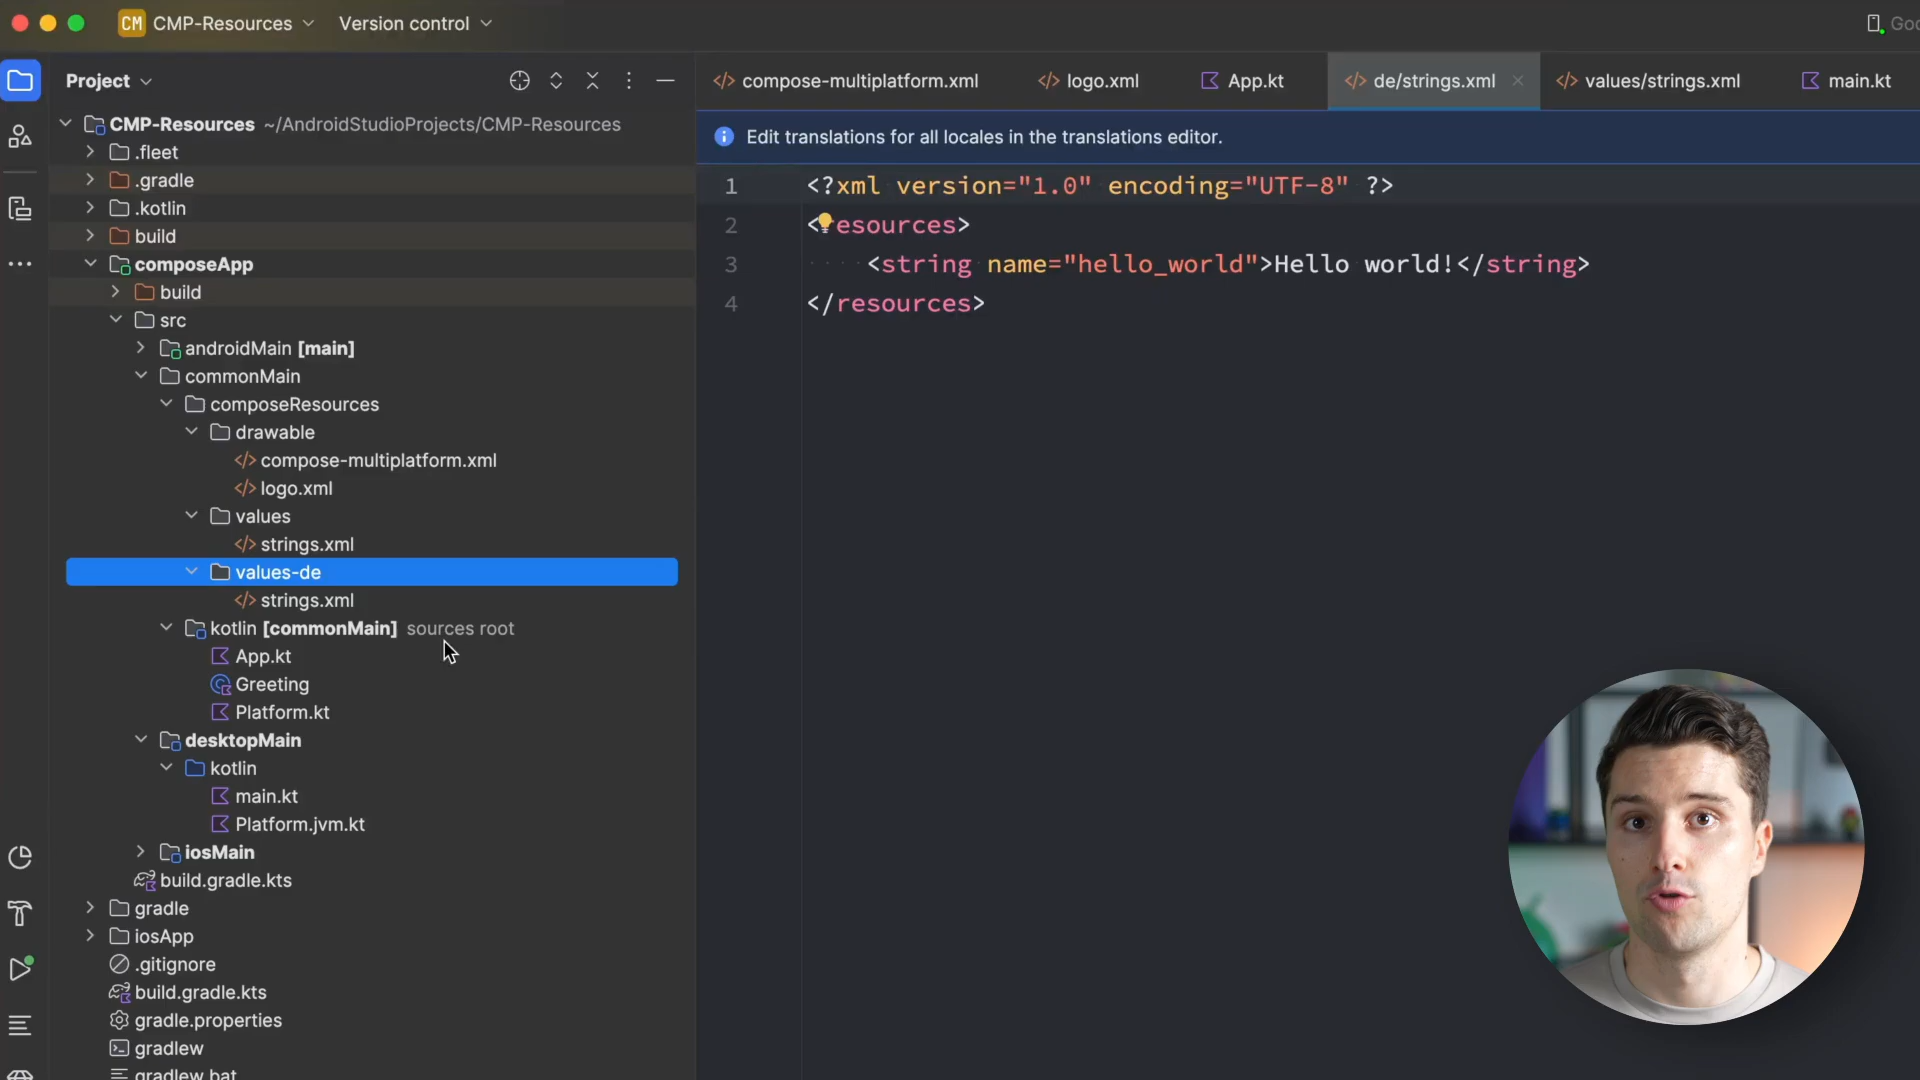 CM CMP-Resources Version control
Project
CMP-Resources ~/AndroidStudioProjects/CMP-Resources
.fleet
.gradle
.kotlin
build
composeApp
build
src
androidMain [main]
commonMain
composeResources
drawable
compose-multiplatform.xml
logo.xml
values
strings.xml
values-de
strings.xml
kotlin [commonMain] sources root
App.kt
Greeting
Platform.kt
desktopMain
kotlin
main.kt
Platform.jvm.kt
iosMain
build.gradle.kts
gradle
iosApp
.gitignore
build.gradle.kts
gradle.properties
gradlew
gradlew.bat
compose-multiplatform.xml logo.xml App.kt de/strings.xml values/strings.xml main.kt
Edit translations for all locales in the translations editor.
1 <?xml version="1.0" encoding="UTF-8" ?>
2 <esources>
3 <string name="hello_world">Hello world!</string>
4 </resources>